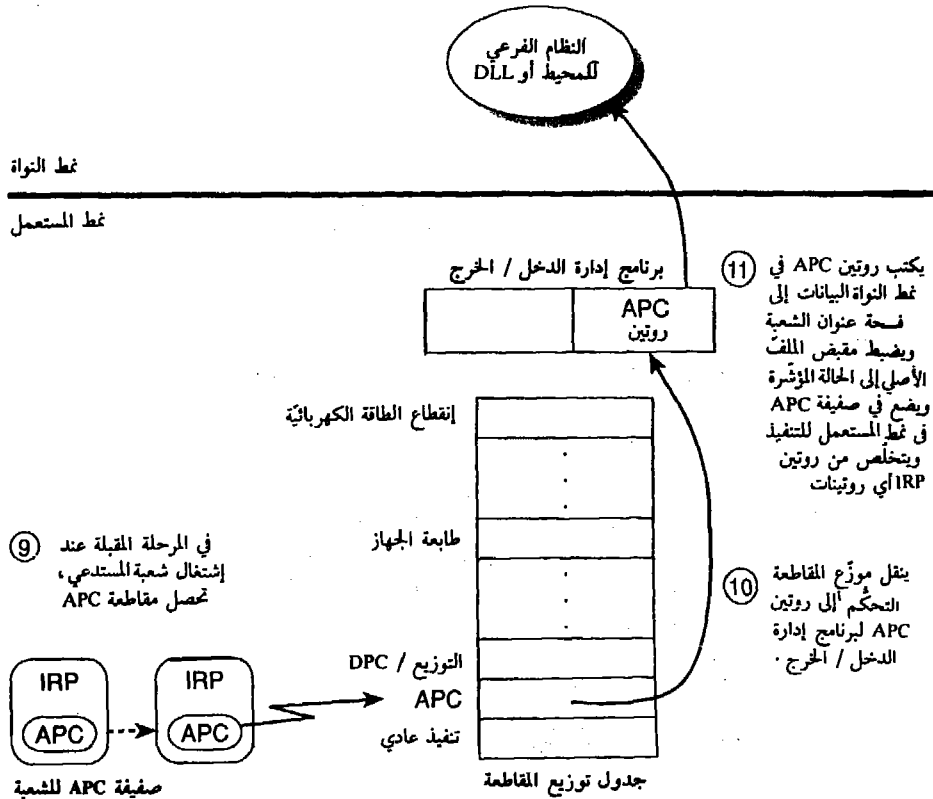 النظام الفرعي
للمحيط أو DLL
نمط النواة
نمط المستعمل
برنامج إدارة الدخل / الخرج
APC
روتين
11
يكتب روتين APC في
نمط النواة البيانات إلى
فسحة عنوان الشعبة
ويضبط مقبض الملفّ
الأصلي إلى الحالة المؤشّرة
ويضع في صفيفة APC
في نمط المستعمل للتنفيذ
ويتخلّص من روتين
IRP أي روتينات
إنقطاع الطاقة الكهربائيّة
طابعة الجهاز
9
في المرحلة المقبلة عند
إشتغال شعبة المستدعي ،
تحصل مقاطعة APC
10
ينقل موزّع المقاطعة
التحكّم إلى روتين
APC لبرنامج إدارة
الدخل / الخرج .
التوزيع / DPC
APC
تنفيذ عادي
IRP
APC
IRP
APC
صفيفة APC للشعبة
جدول توزيع المقاطعة